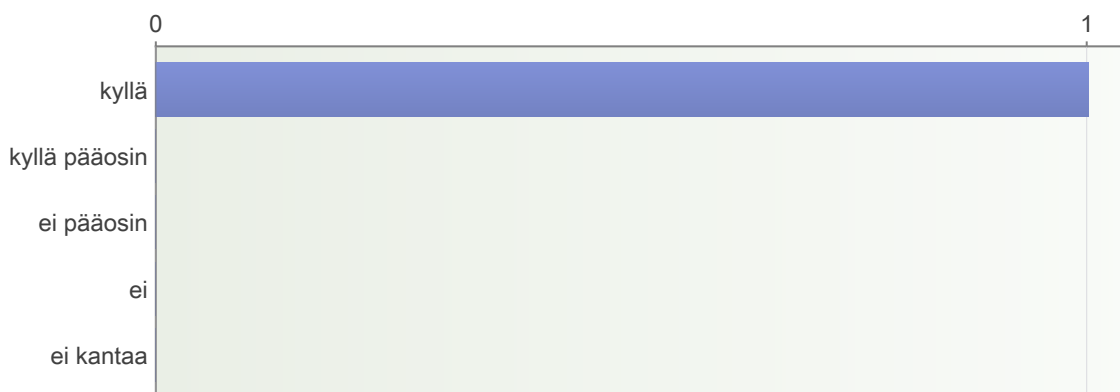 0 1
kyllä
kyllä pääosin
ei pääosin
ei
ei kantaa